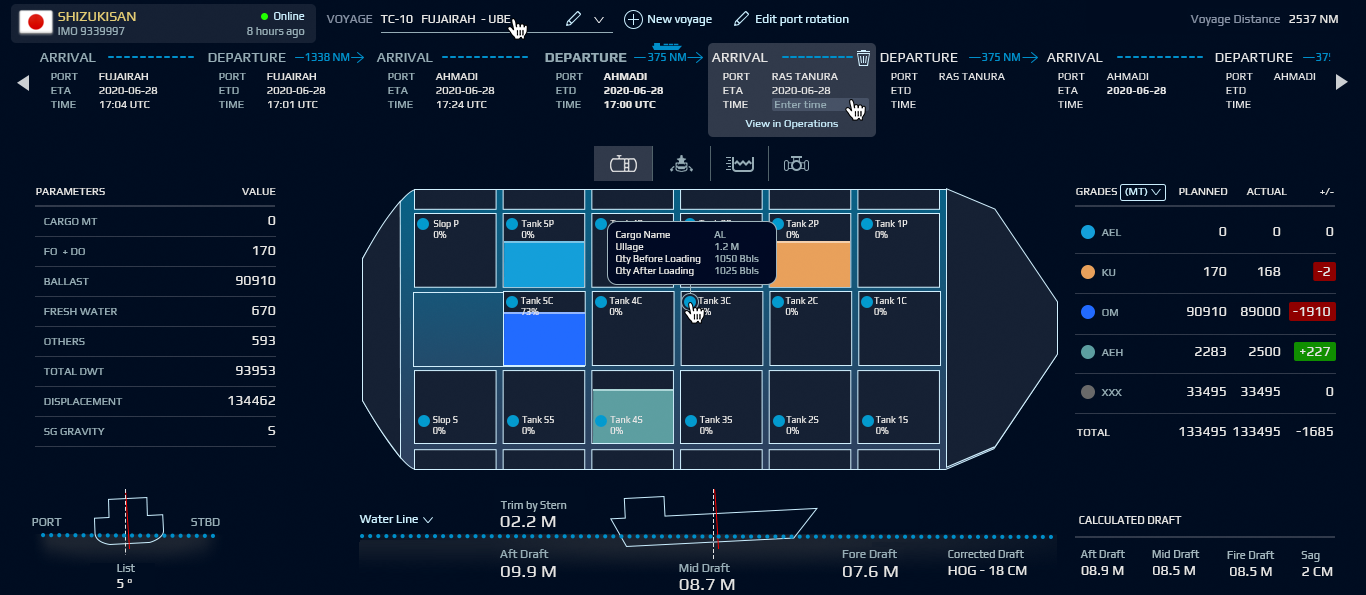 SHIZUKISAN
IMO 9339997
Online
8 hours ago
VOYAGE TC-10 FUJAIRAH - UBE
New voyage
Edit port rotation
Voyage Distance 2537 NM
ARRIVAL
PORT FUJAIRAH
ETA 2020-06-28
TIME 17:04 UTC
DEPARTURE 1338 NM
PORT FUJAIRAH
ETD 2020-06-28
TIME 17:01 UTC
ARRIVAL
PORT AHMADI
ETA 2020-06-28
TIME 17:24 UTC
DEPARTURE 375 NM
PORT AHMADI
ETD 2020-06-28
TIME 17:00 UTC
ARRIVAL
PORT RAS TANURA
ETA 2020-06-28
TIME Enter time
View in Operations
DEPARTURE 375 NM
PORT RAS TANURA
ETD
TIME
ARRIVAL
PORT AHMADI
ETA 2020-06-28
TIME
DEPARTURE 375
PORT AHMADI
ETD
TIME
PARAMETERS VALUE
CARGO MT 0
FO + DO 170
BALLAST 90910
FRESH WATER 670
OTHERS 593
TOTAL DWT 93953
DISPLACEMENT 134462
SG GRAVITY 5
Slop P
0%
Tank 5P
0%
Tank 2P
0%
Tank 1P
0%
Cargo Name AL
Ullage 1.2 M
Qty Before Loading 1050 Bbls
Qty After Loading 1025 Bbls
Tank 5C
73%
Tank 4C
0%
Tank 3C
Tank 2C
0%
Tank 1C
0%
Slop S
0%
Tank 5S
0%
Tank 4S
0%
Tank 3S
0%
Tank 2S
0%
Tank 1S
0%
GRADES (MT) PLANNED ACTUAL +/-
AEL 0 0 0
KU 170 168 -2
OM 90910 89000 -1910
AEH 2283 2500 +227
XXX 33495 33495 0
TOTAL 133495 133495 -1685
PORT STBD
List
5 º
Water Line
Trim by Stern
02.2 M
Aft Draft
09.9 M
Mid Draft
08.7 M
Fore Draft
07.6 M
Corrected Draft
HOG - 18 CM
CALCULATED DRAFT
Aft Draft
08.9 M
Mid Draft
08.5 M
Fire Draft
08.5 M
Sag
2 CM